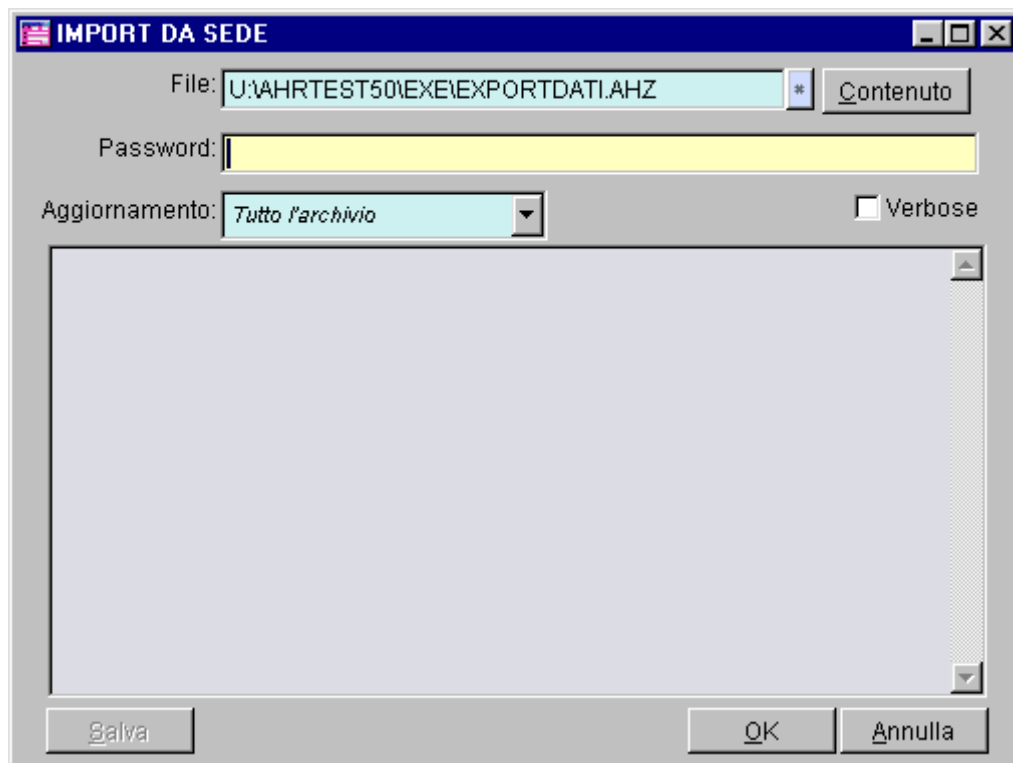 IMPORT DA SEDE
File: U:\AHRTEST50\EXE\EXPORTDATI.AHZ * Contenuto
Password:
Aggiornamento: Tutto l'archivio Verbose
Salva OK Annulla